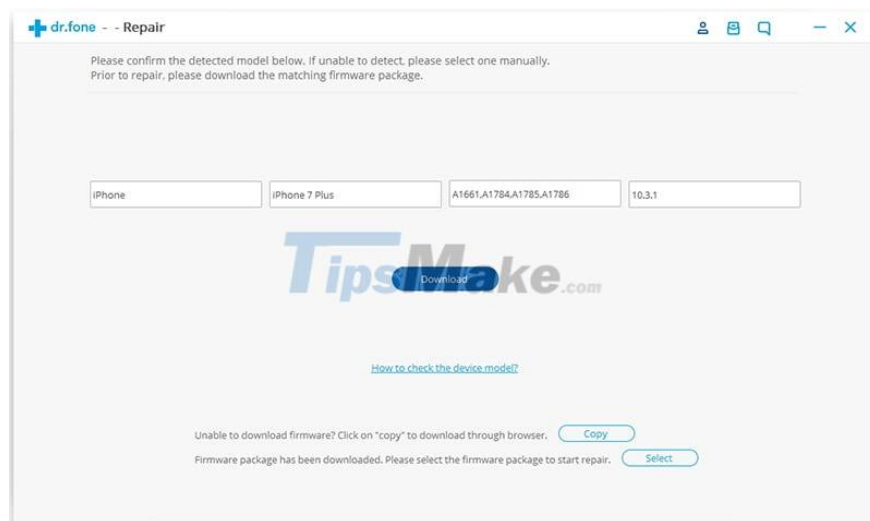 dr.fone - - Repair
Please confirm the detected model below. If unable to detect, please select one manually.
Prior to repair, please download the matching firmware package.
iPhone
iPhone 7 Plus
A1661,A1784,A1785,A1786
10.3.1
TipsMake.com
Download
How to check the device model?
Unable to download firmware? Click on "copy" to download through browser.
Copy
Firmware package has been downloaded. Please select the firmware package to start repair.
Select